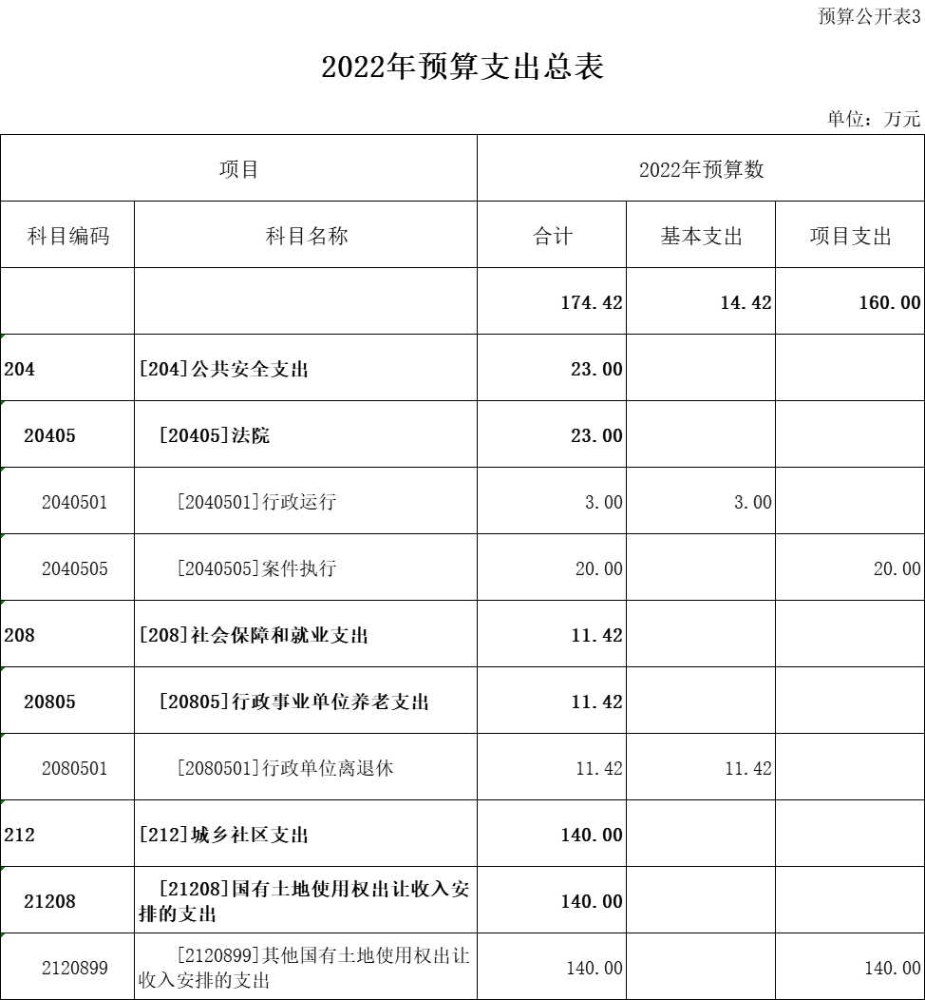 预算公开表3
2022年预算支出总表
单位：万元
项目 2022年预算数
科目编码 科目名称 合计 基本支出 项目支出
174.42 14.42 160.00
204 [204]公共安全支出 23.00
20405 [20405]法院 23.00
2040501 [2040501]行政运行 3.00 3.00
2040505 [2040505]案件执行 20.00 20.00
208 [208]社会保障和就业支出 11.42
20805 [20805]行政事业单位养老支出 11.42
2080501 [2080501]行政单位离退休 11.42 11.42
212 [212]城乡社区支出 140.00
21208 [21208]国有土地使用权出让收入安
排的支出 140.00
2120899 [2120899]其他国有土地使用权出让
收入安排的支出 140.00 140.00